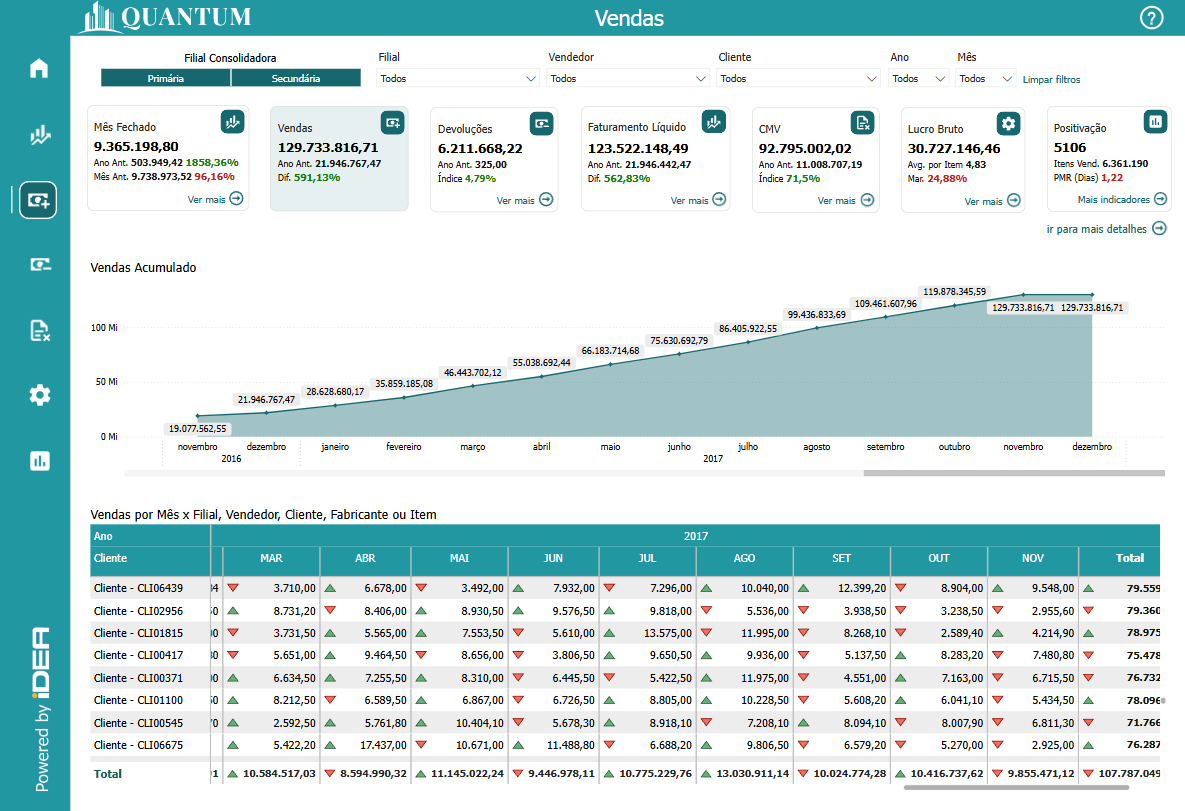 QUANTUM
Vendas
?
Filial Consolidadora
Primária Secundária
Filial
Todos
Vendedor
Todos
Cliente
Todos
Ano
Todos
Mês
Todos
Limpar filtros
Mês Fechado
9.365.198,80
Ano Ant. 503.949,42 1858,36%
Mês Ant. 9.738.973,52 96,16%
Ver mais
Vendas
129.733.816,71
Ano Ant. 21.946.767,47
Dif. 591,13%
Devoluções
6.211.668,22
Ano Ant. 325,00
Índice 4,79%
Ver mais
Faturamento Líquido
123.522.148,49
Ano Ant. 21.946.442,47
Dif. 562,83%
Ver mais
CMV
92.795.002,02
Ano Ant. 11.008.707,19
Índice 71,5%
Ver mais
Lucro Bruto
30.727.146,46
Avg. por Item 4,83
Mar. 24,88%
Ver mais
Positivação
5106
Itens Vend. 6.361.190
PMR (Dias) 1,22
Mais indicadores
ir para mais detalhes
Vendas Acumulado
100 Mi
50 Mi
0 Mi
19.077.562,55
21.946.767,47
28.628.680,17
35.859.185,08
46.443.702,12
55.038.692,44
66.183.714,68
75.630.692,79
86.405.922,55
99.436.833,69
109.461.607,96
119.878.345,59
129.733.816,71
129.733.816,71
novembro dezembro janeiro fevereiro março abril maio junho julho agosto setembro outubro novembro dezembro
2016 2017
Vendas por Mês x Filial, Vendedor, Cliente, Fabricante ou Item
Ano 2017
Cliente MAR ABR MAI JUN JUL AGO SET OUT NOV Total
Cliente - CLI06439 3.710,00 6.678,00 3.492,00 7.932,00 7.296,00 10.040,00 12.399,20 8.904,00 9.548,00 79.559
Cliente - CLI02956 8.731,20 8.406,00 8.930,50 9.576,50 9.818,00 5.536,00 3.938,50 3.238,50 2.955,60 79.360
Cliente - CLI01815 3.731,50 5.565,00 7.553,50 5.610,00 13.575,00 11.995,00 8.268,10 2.589,40 4.214,90 78.975
Cliente - CLI00417 5.651,00 9.464,50 8.656,00 3.806,50 9.650,50 9.936,00 5.137,50 8.283,20 7.480,80 75.478
Cliente - CLI00371 6.634,50 7.255,50 8.310,00 6.445,50 5.422,50 11.975,00 4.551,00 7.163,00 6.715,50 76.732
Cliente - CLI01100 8.212,50 6.589,50 6.867,00 6.726,50 8.805,00 10.228,50 5.608,20 6.041,10 5.434,50 78.096
Cliente - CLI00545 2.592,50 5.761,80 10.404,10 5.678,30 8.918,10 7.208,10 8.094,10 8.007,90 6.811,30 71.766
Cliente - CLI06675 5.422,20 17.437,00 10.671,00 11.488,80 6.688,20 9.806,50 6.579,20 5.270,00 2.925,00 76.287
Total 10.584.517,03 8.594.990,32 11.145.022,24 9.446.978,11 10.775.229,76 13.030.911,14 10.024.774,28 10.416.737,62 9.855.471,12 107.787.049
Powered by iDEA